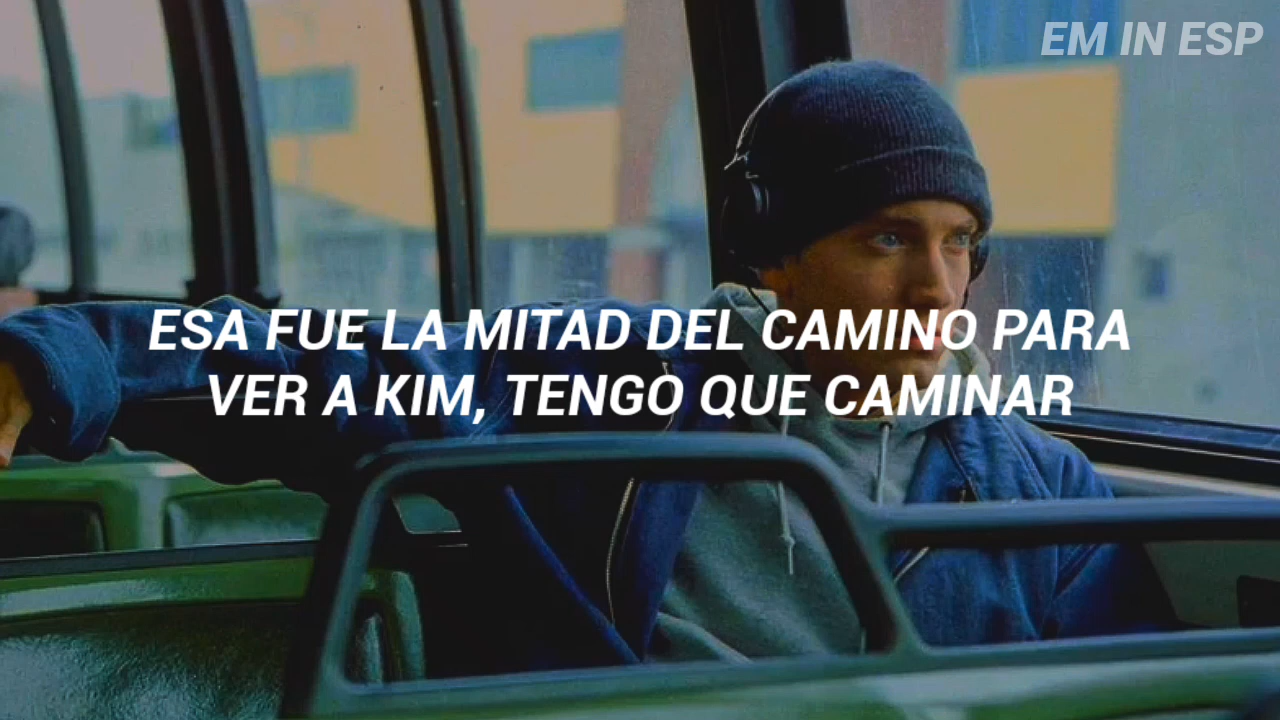 EM IN ESP
ESA FUE LA MITAD DEL CAMINO PARA
VER A KIM, TENGO QUE CAMINAR